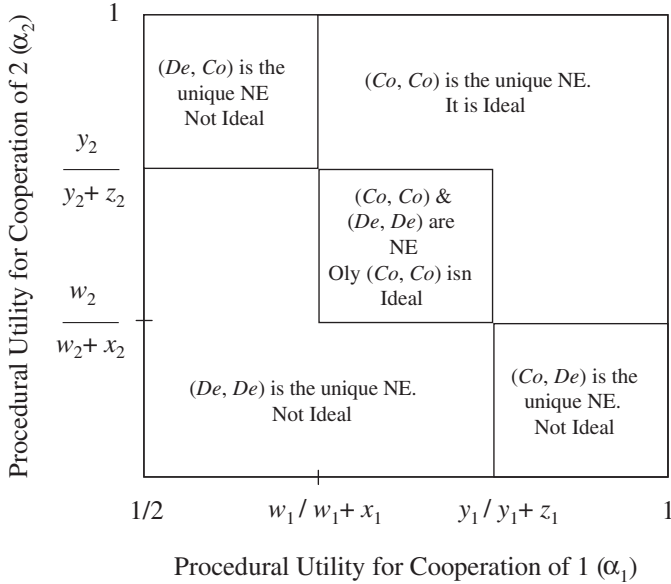 Procedural Utility for Cooperation of 2 (α₂)
1
(De, Co) is the
unique NE
Not Ideal
(Co, Co) is the unique NE.
It is Ideal
y₂
y₂+ z₂
(Co, Co) &
(De, De) are
NE
Oly (Co, Co) isn
Ideal
w₂
w₂+ x₂
(De, De) is the unique NE.
Not Ideal
(Co, De) is the
unique NE.
Not Ideal
1/2
w₁ / w₁+ x₁
y₁ / y₁+ z₁
1
Procedural Utility for Cooperation of 1 (α₁)